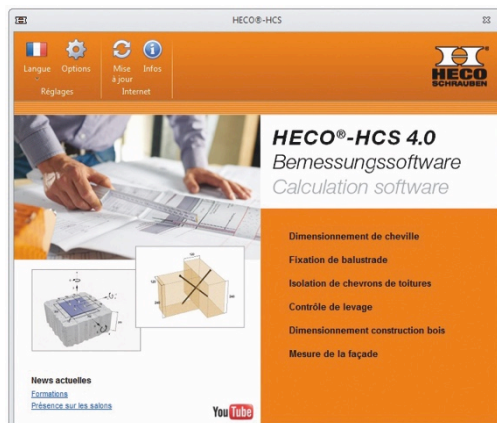 HECO®-HCS
Langue
Options
Mise
à jour
Infos
Réglages
Internet
HECO
SCHRAUBEN
HECO®-HCS 4.0
Bemessungssoftware
Calculation software
Dimensionnement de cheville
Fixation de balustrade
Isolation de chevrons de toitures
Contrôle de levage
Dimensionnement construction bois
Mesure de la façade
News actuelles
Formations
Présence sur les salons
YouTube